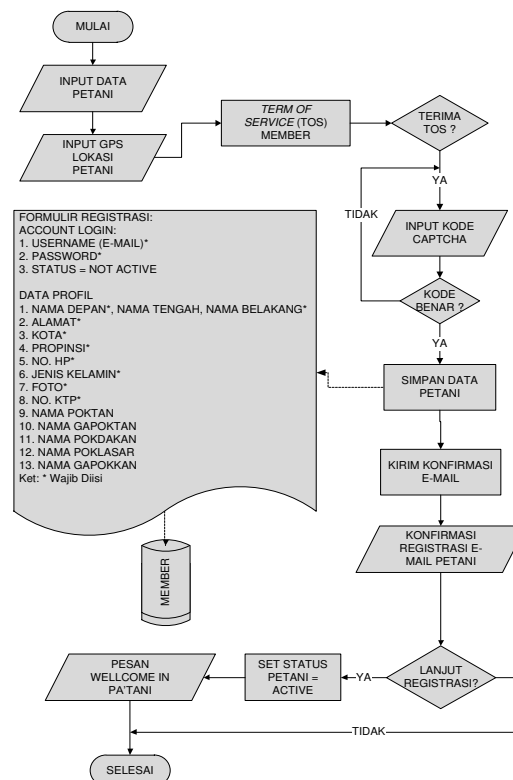 MULAI
INPUT DATA
PETANI
INPUT GPS
LOKASI
PETANI
TERM OF
SERVICE (TOS)
MEMBER
TERIMA
TOS ?
YA
TIDAK
INPUT KODE
CAPTCHA
KODE
BENAR ?
YA
SIMPAN DATA
PETANI
FORMULIR REGISTRASI:
ACCOUNT LOGIN:
1. USERNAME (E-MAIL)*
2. PASSWORD*
3. STATUS = NOT ACTIVE
DATA PROFIL
1. NAMA DEPAN*, NAMA TENGAH, NAMA BELAKANG*
2. ALAMAT*
3. KOTA*
4. PROPINSI*
5. NO. HP*
6. JENIS KELAMIN*
7. FOTO*
8. NO. KTP*
9. NAMA POKTAN
10. NAMA GAPOKTAN
11. NAMA POKDAKAN
12. NAMA POKLASAR
13. NAMA GAPOKKAN
Ket: * Wajib Diisi
MEMBER
KIRIM KONFIRMASI
E-MAIL
KONFIRMASI
REGISTRASI E-
MAIL PETANI
LANJUT
REGISTRASI?
YA
SET STATUS
PETANI =
ACTIVE
PESAN
WELLCOME IN
PA'TANI
TIDAK
SELESAI